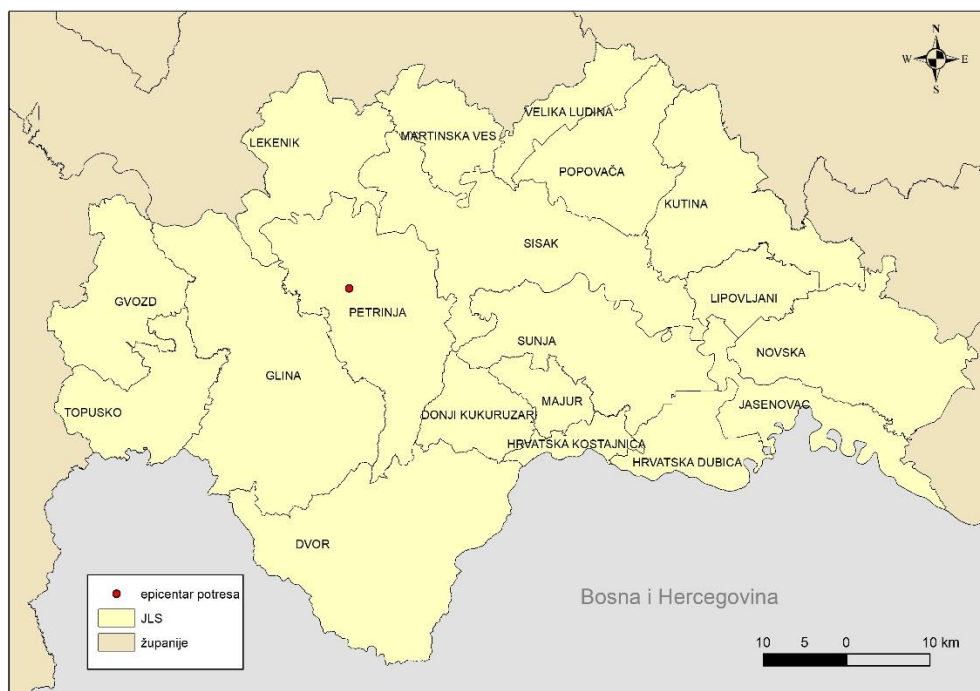 N
W E
S
VELIKA LUDINA
MARTINSKA VES
LEKENIK
POPOVAČA
KUTINA
SISAK
GVOZD
LIPOVLJANI
PETRINJA
SUNJA
NOVSKA
GLINA
MAJUR
JASENOVAC
TOPUSKO
DONJI KUKURUZARI
HRVATSKA KOSTAJNICA
HRVATSKA DUBICA
DVOR
epicentar potresa
JLS
županije
Bosna i Hercegovina
10 5 0 10 km